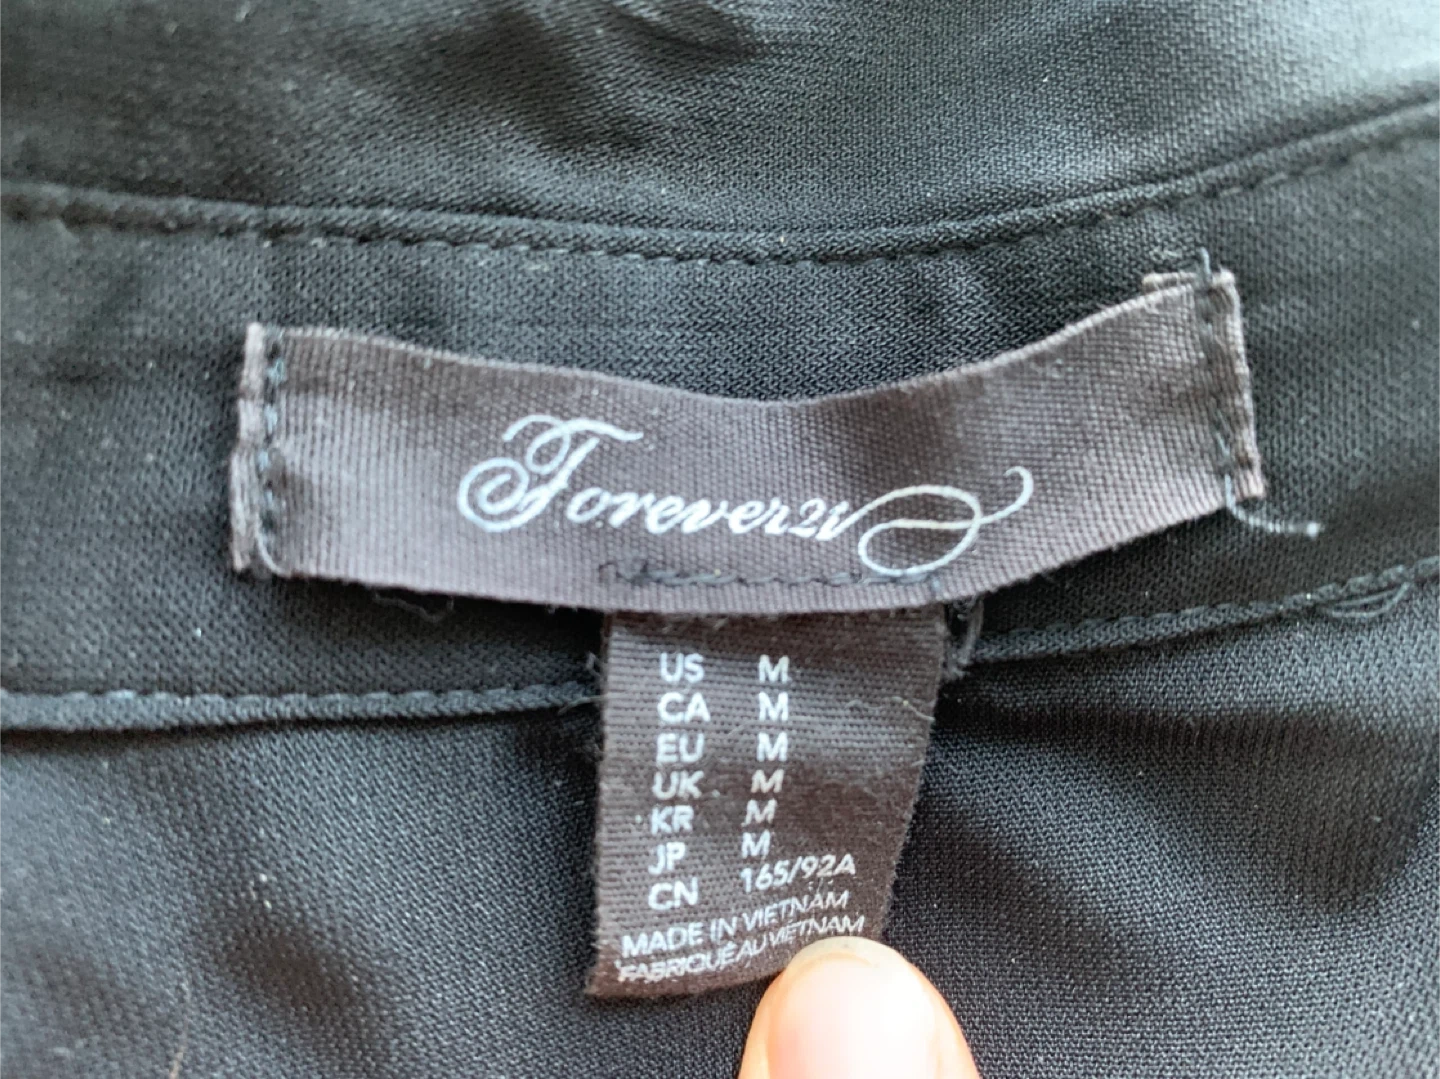 Forever21
US M
CA M
EU M
UK M
KR M
JP M
CN 165/92A
MADE IN VIETNAM
FABRIQUÉ AU VIETNAM